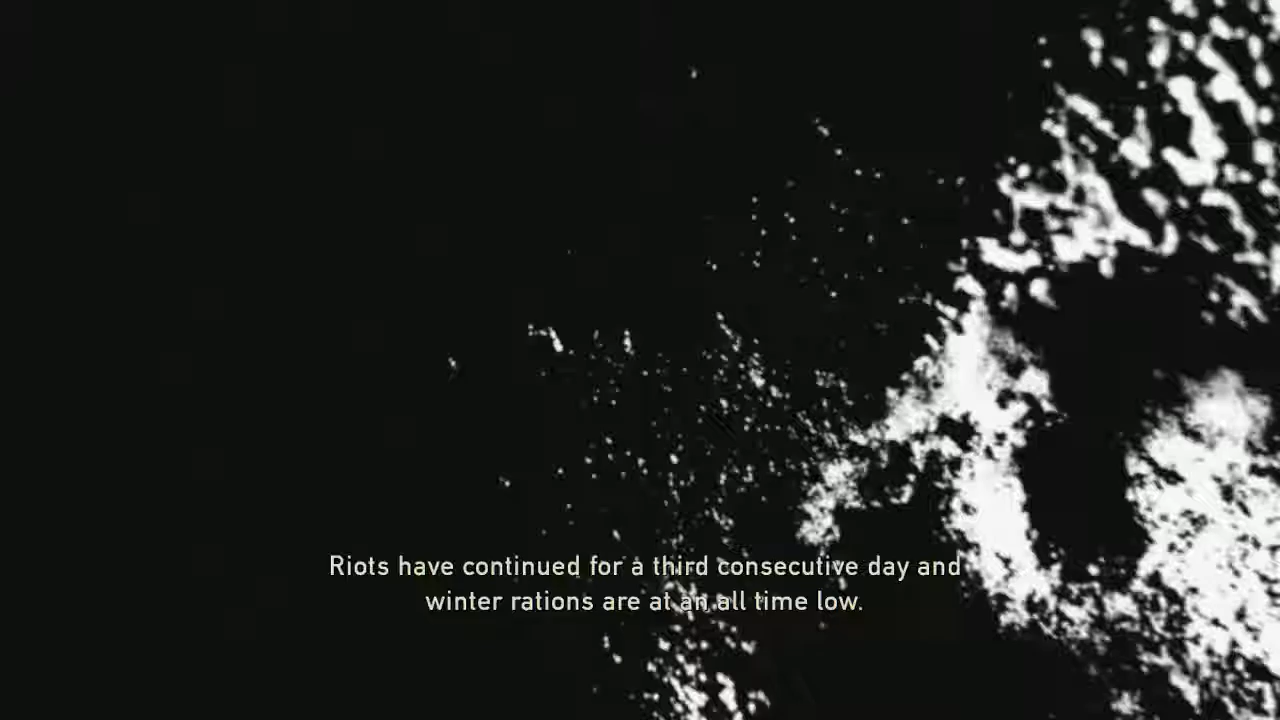 Riots have continued for a third consecutive day and
winter rations are at an all time low.